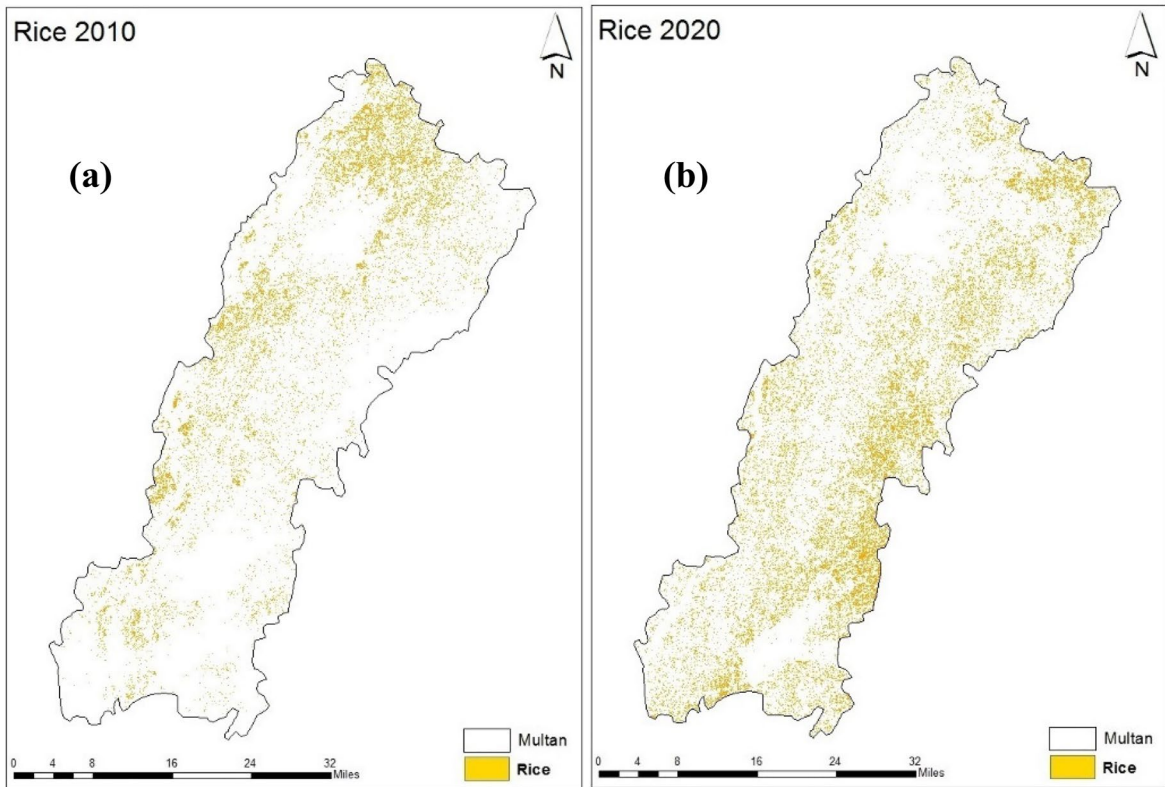 Rice 2010
N
(a)
Multan
Rice
0 4 8 16 24 32
Miles
Rice 2020
N
(b)
Multan
Rice
0 4 8 16 24 32
Miles